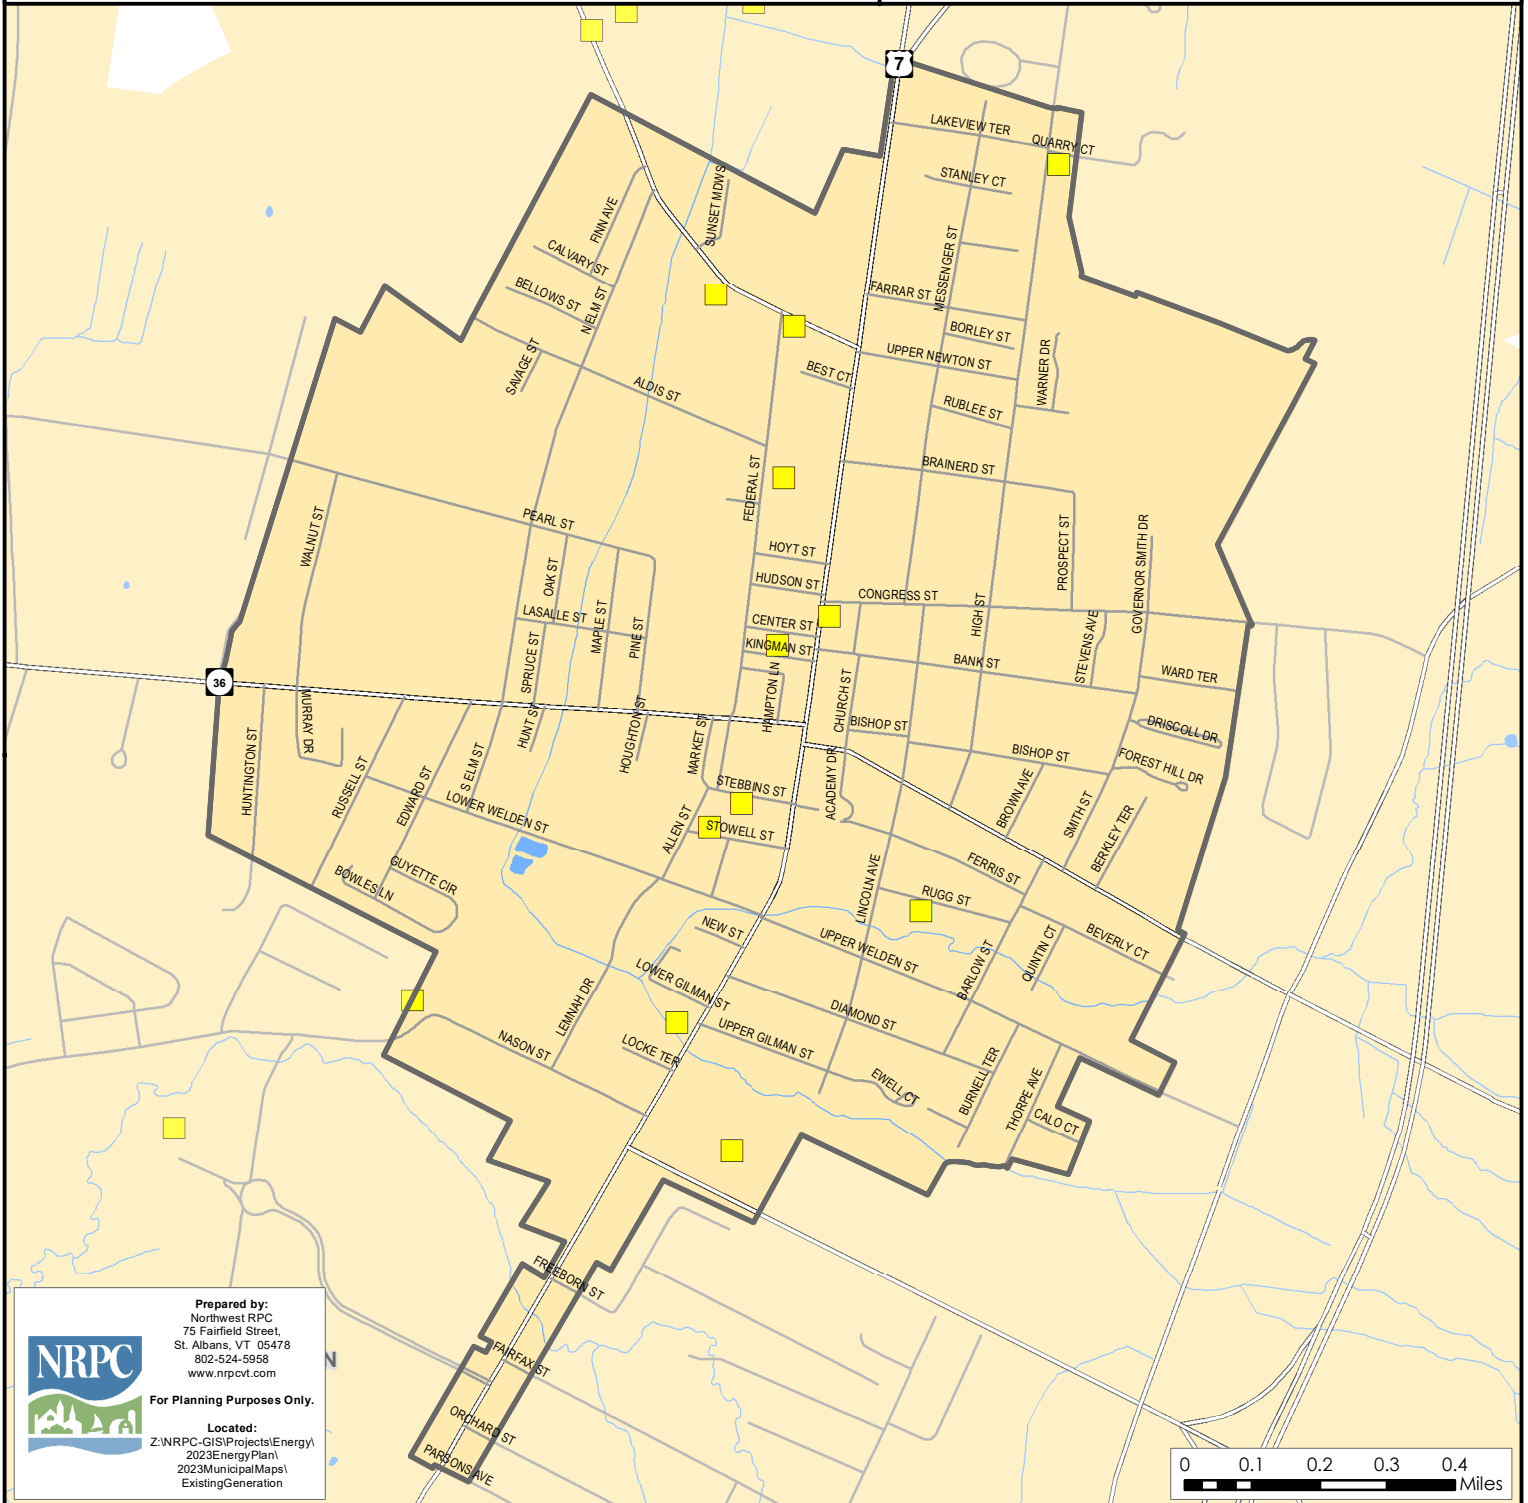 7
LAKEVIEW TER
QUARRY CT
STANLEY CT
SUNSET MDWS
FINN AVE
CALVARY ST
MESSENGER ST
BELLOWS ST
N ELM ST
FARRAR ST
BORLEY ST
SAVAGE ST
UPPER NEWTON ST
WARNER DR
BEST CT
ALDIS ST
RUBLEE ST
BRAINERD ST
FEDERAL ST
WALNUT ST
PEARL ST
PROSPECT ST
GOVERNOR SMITH DR
HOYT ST
OAK ST
HUDSON ST
CONGRESS ST
LASALLE ST
MAPLE ST
PINE ST
CENTER ST
HIGH ST
STEVENS AVE
KINGMAN ST
SPRUCE ST
BANK ST
WARD TER
36
MURRAY DR
HUNT ST
HOUGHTON ST
MARKET ST
HAMPTON LN
CHURCH ST
BISHOP ST
DRISCOLL DR
HUNTINGTON ST
BISHOP ST
FOREST HILL DR
RUSSELL ST
EDWARD ST
S ELM ST
STEBBINS ST
ACADEMY DR
BROWN AVE
SMITH ST
LOWER WELDEN ST
ALLEN ST
STOWELL ST
BERKLEY TER
FERRIS ST
BOWLES LN
GUYETTE CIR
LINCOLN AVE
RUGG ST
NEW ST
UPPER WELDEN ST
BEVERLY CT
QUINTIN CT
BARLOW ST
LOWER GILMAN ST
LEMNAH DR
DIAMOND ST
NASON ST
LOCKE TER
UPPER GILMAN ST
EWELL CT
BURNELL TER
THORPE AVE
CALO CT
FREEBORN ST
FAIRFAX ST
ORCHARD ST
PARSONS AVE
N
NRPC
Prepared by:
Northwest RPC
75 Fairfield Street,
St. Albans, VT 05478
802-524-5958
www.nrpcvt.com
For Planning Purposes Only.
Located:
Z:\NRPC-GIS\Projects\Energy\
2023EnergyPlan\
2023MunicipalMaps\
ExistingGeneration
0 0.1 0.2 0.3 0.4
Miles